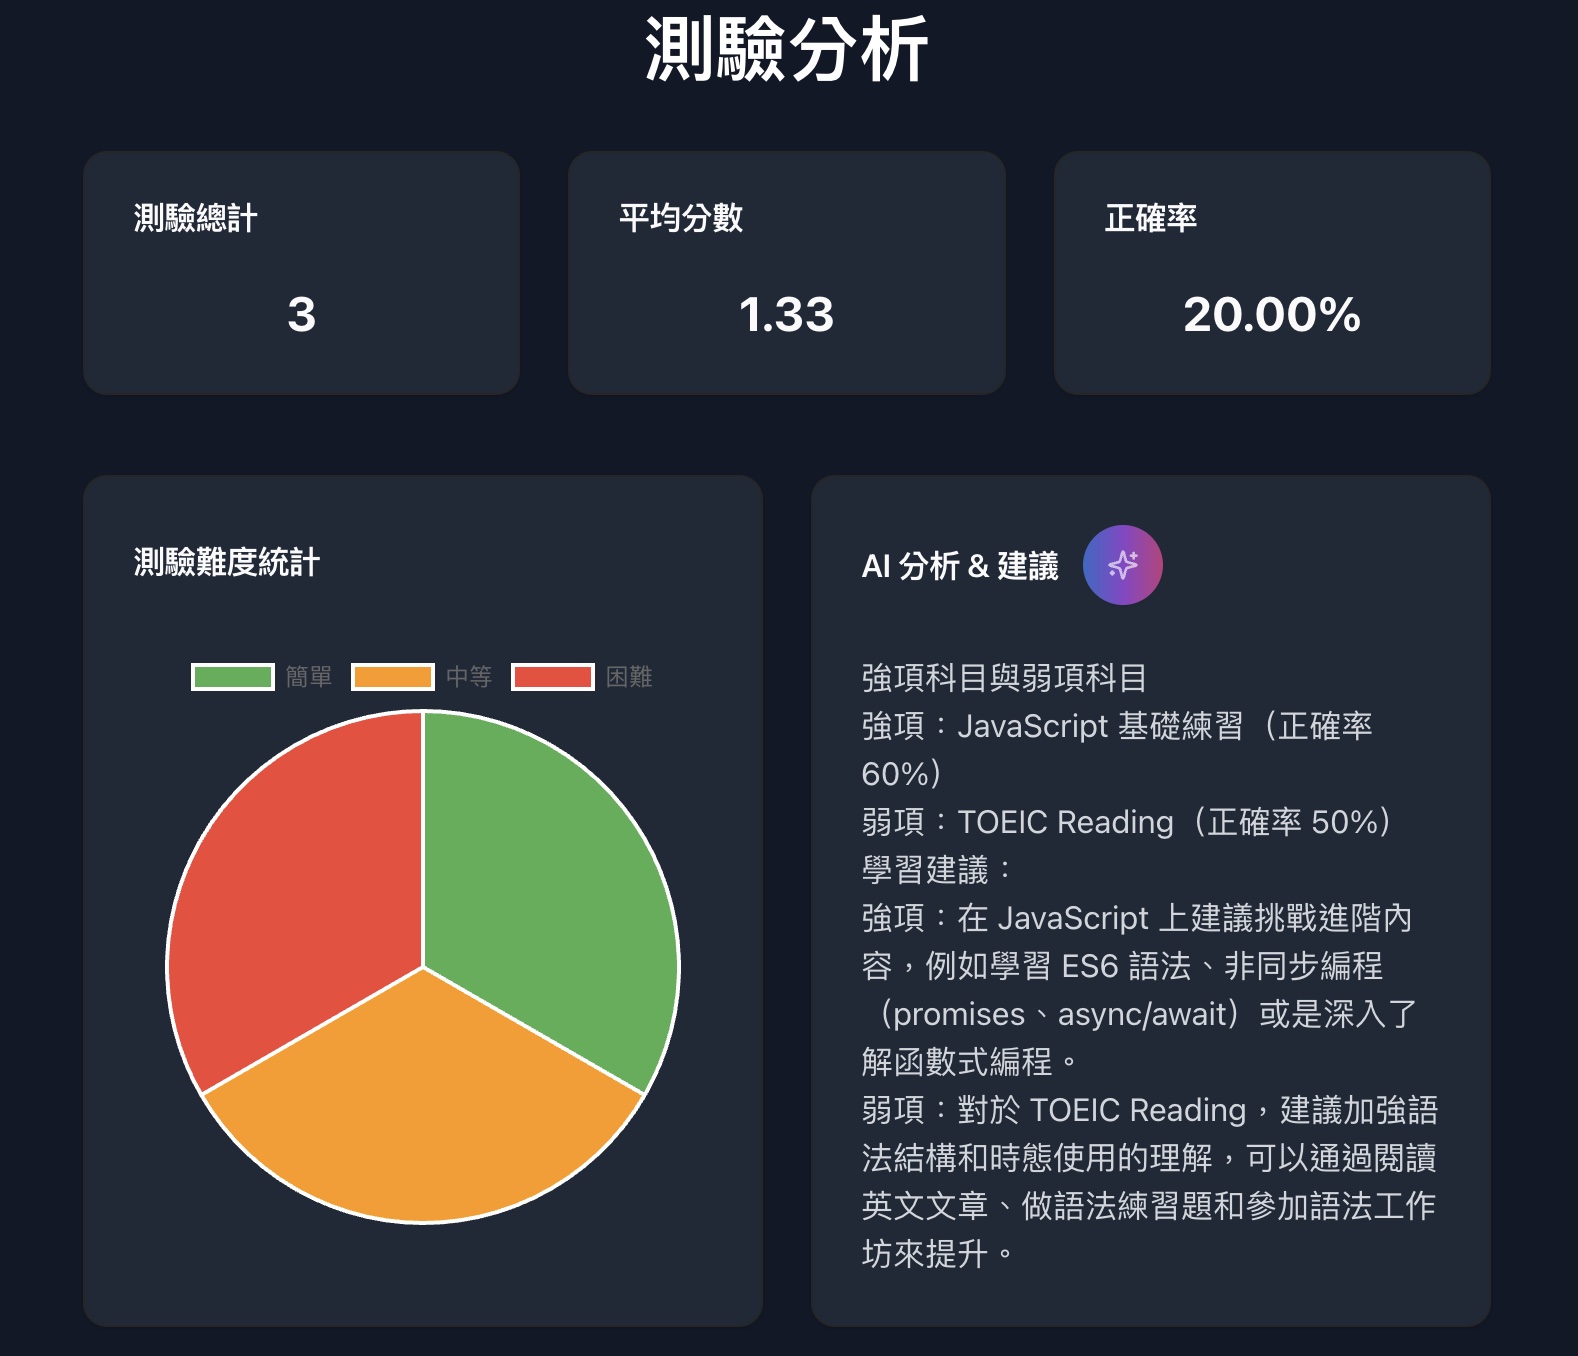 測驗分析
測驗總計
3
平均分數
1.33
正確率
20.00%
測驗難度統計
簡單
中等
困難
AI 分析 & 建議
強項科目與弱項科目
強項：JavaScript 基礎練習（正確率
60%）
弱項：TOEIC Reading（正確率 50%）
學習建議：
強項：在 JavaScript 上建議挑戰進階內
容，例如學習 ES6 語法、非同步編程
（promises、async/await）或是深入了
解函數式編程。
弱項：對於 TOEIC Reading，建議加強語
法結構和時態使用的理解，可以通過閱讀
英文文章、做語法練習題和參加語法工作
坊來提升。